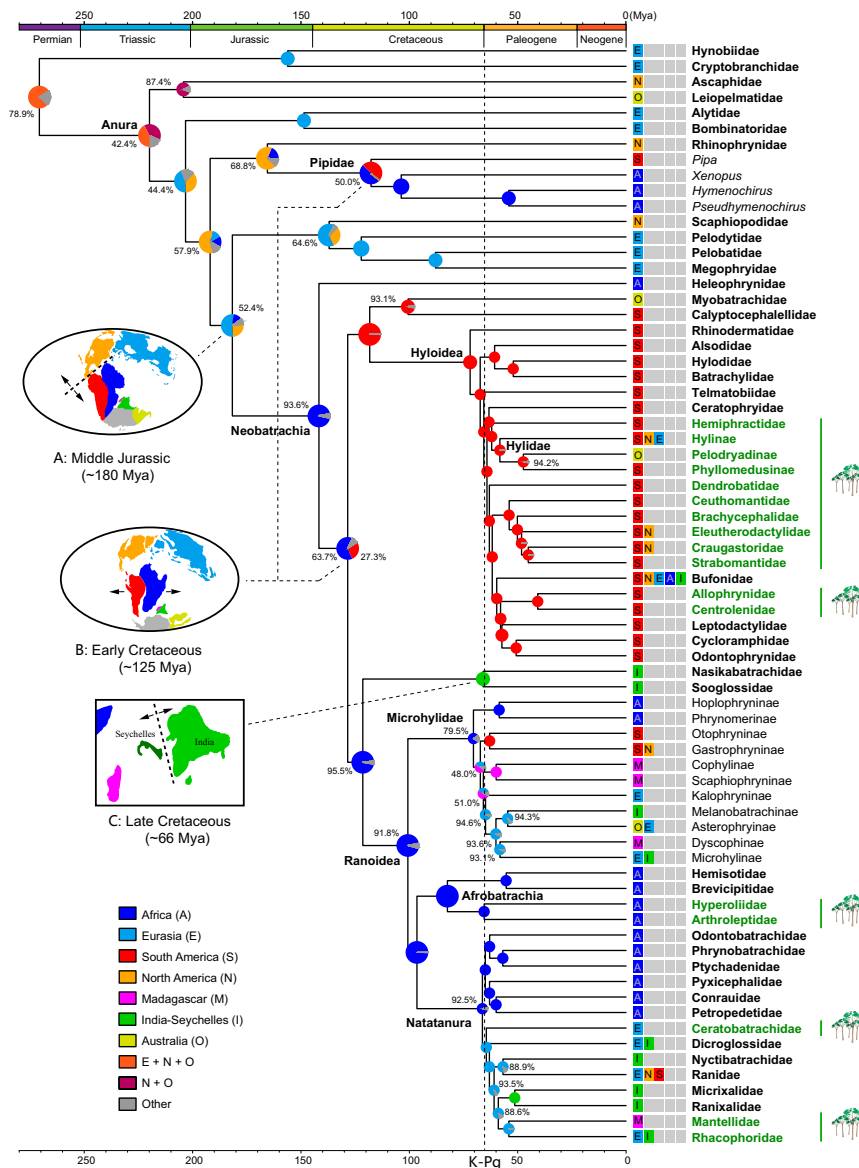 250 200 150 100 50 0 (Mya)
Permian Triassic Jurassic Cretaceous Paleogene Neogene
E Hynobiidae
E Cryptobranchidae
87.4% N Ascaphidae
78.9% O Leiopelmatidae
Anura E Alytidae
42.4% E Bombinatoridae
N Rhinophrynidae
68.8% Pipidae S Pipa
44.4% 50.0% A Xenopus
A Hymenochirus
A Pseudhymenochirus
N Scaphiopodidae
57.9% 64.6% E Pelodytidae
E Pelobatidae
E Megophryidae
A Heleophrynidae
52.4% 93.1% O Myobatrachidae
S Calyptocephalellidae
S Rhinodermatidae
Hyloidea S Alsodidae
S Hylodidae
S Batrachylidae
S Telmatobiidae
93.6% S Ceratophryidae
Neobatrachia S Hemiphractidae
Hylidae S N E Hylinae
A: Middle Jurassic O Pelodryadinae
(~180 Mya) 94.2% S Phyllomedusinae
S Dendrobatidae
S Ceuthomantidae
S Brachycephalidae
S N Eleutherodactylidae
63.7% 27.3% S N Craugastoridae
S Strabomantidae
S N E A I Bufonidae
S Allophrynidae
S Centrolenidae
S Leptodactylidae
B: Early Cretaceous S Cycloramphidae
(~125 Mya) S Odontophrynidae
I Nasikabatrachidae
I Sooglossidae
A Hoplophryninae
Microhylidae A Phrynomerinae
79.5% S Otophryninae
Seychelles India S N Gastrophryninae
95.5% 48.0% M Cophylinae
M Scaphiophryninae
C: Late Cretaceous E Kalophryninae
(~66 Mya) 51.0% I Melanobatrachinae
91.8% 94.6% 94.3% O E Asterophryinae
93.6% M Dyscophinae
Ranoidea 93.1% E I Microhylinae
A Hemisotidae
Afrobatrachia A Brevicipitidae
A Hyperoliidae
A Arthroleptidae
Africa (A)
Eurasia (E)
South America (S)
North America (N)
Madagascar (M)
India-Seychelles (I)
Australia (O)
E + N + O
N + O
Other
A Odontobatrachidae
A Phrynobatrachidae
A Ptychadenidae
A Pyxicephalidae
92.5% A Conrauidae
Natatanura A Petropedetidae
E Ceratobatrachidae
E I Dicroglossidae
I Nyctibatrachidae
88.9% E N S Ranidae
93.5% I Micrixalidae
I Ranixalidae
88.6% M Mantellidae
E I Rhacophoridae
250 200 150 100 K-Pg 50 0